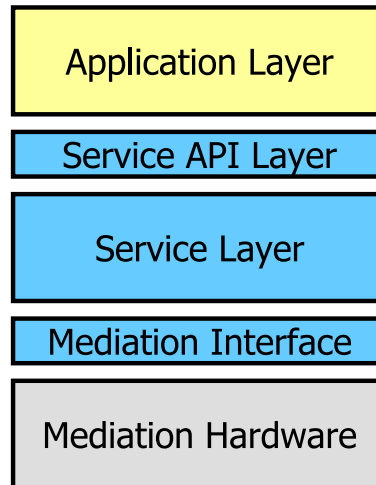 Application Layer
Service API Layer
Service Layer
Mediation Interface
Mediation Hardware